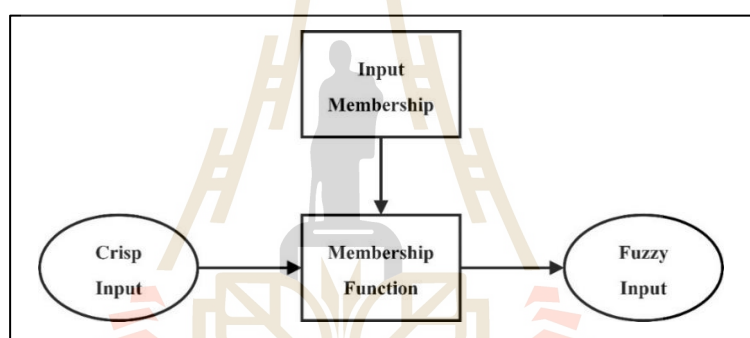 Input
Membership
Crisp
Input
Membership
Function
Fuzzy
Input